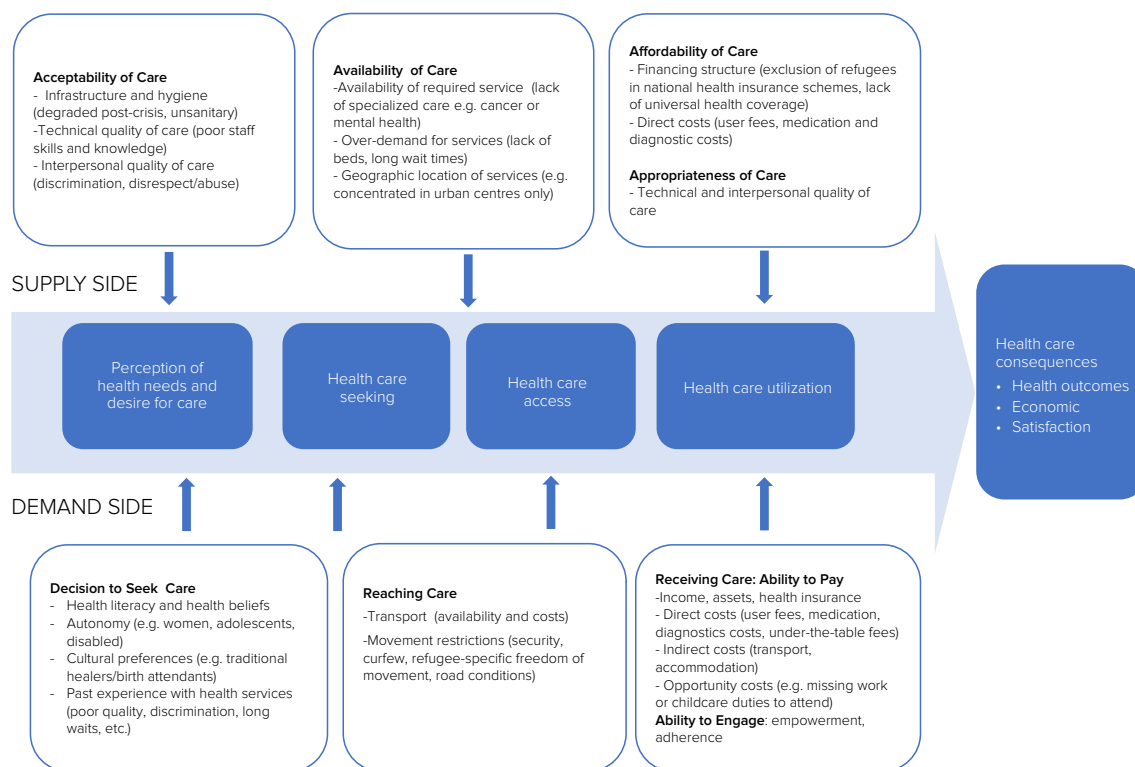 Acceptability of Care
- Infrastructure and hygiene
(degraded post-crisis, unsanitary)
-Technical quality of care (poor staff
skills and knowledge)
- Interpersonal quality of care
(discrimination, disrespect/abuse)
Availability of Care
-Availability of required service (lack
of specialized care e.g. cancer or
mental health)
- Over-demand for services (lack of
beds, long wait times)
- Geographic location of services (e.g.
concentrated in urban centres only)
Affordability of Care
- Financing structure (exclusion of refugees
in national health insurance schemes, lack
of universal health coverage)
- Direct costs (user fees, medication and
diagnostic costs)
Appropriateness of Care
- Technical and interpersonal quality of
care
SUPPLY SIDE
Perception of
health needs and
desire for care
Health care
seeking
Health care
access
Health care utilization
Health care
consequences
• Health outcomes
• Economic
• Satisfaction
DEMAND SIDE
Decision to Seek Care
- Health literacy and health beliefs
- Autonomy (e.g. women, adolescents,
disabled)
- Cultural preferences (e.g. traditional
healers/birth attendants)
- Past experience with health services
(poor quality, discrimination, long
waits, etc.)
Reaching Care
-Transport (availability and costs)
-Movement restrictions (security,
curfew, refugee-specific freedom of
movement, road conditions)
Receiving Care: Ability to Pay
-Income, assets, health insurance
- Direct costs (user fees, medication,
diagnostics costs, under-the-table fees)
- Indirect costs (transport,
accommodation)
- Opportunity costs (e.g. missing work
or childcare duties to attend)
Ability to Engage: empowerment,
adherence